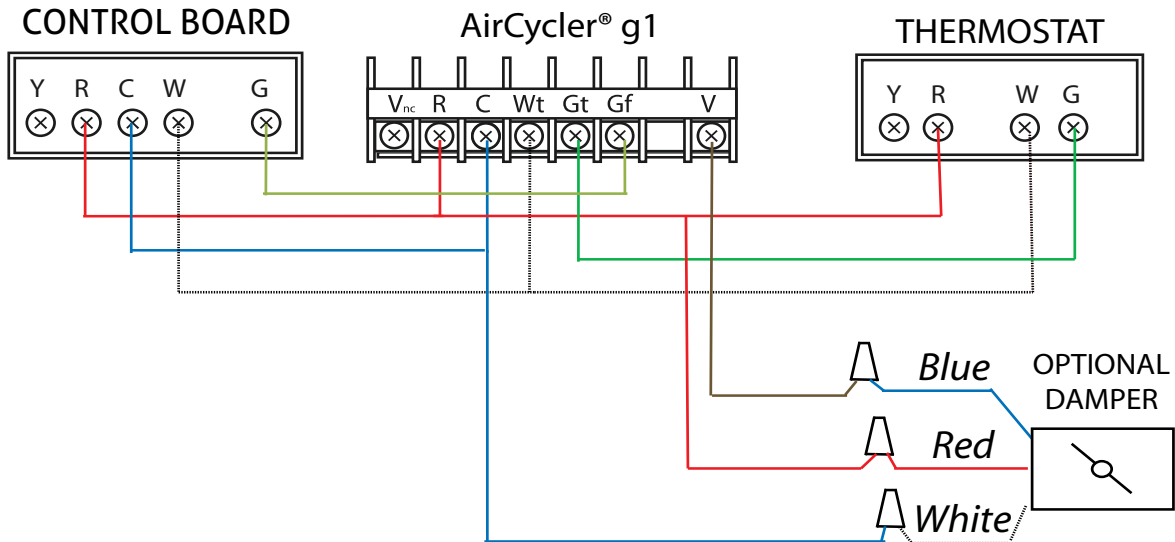 CONTROL BOARD
AirCycler® g1
THERMOSTAT
Y R C W G
Vnc R C Wt Gt Gf V
Y R W G
Blue
OPTIONAL
DAMPER
Red
White